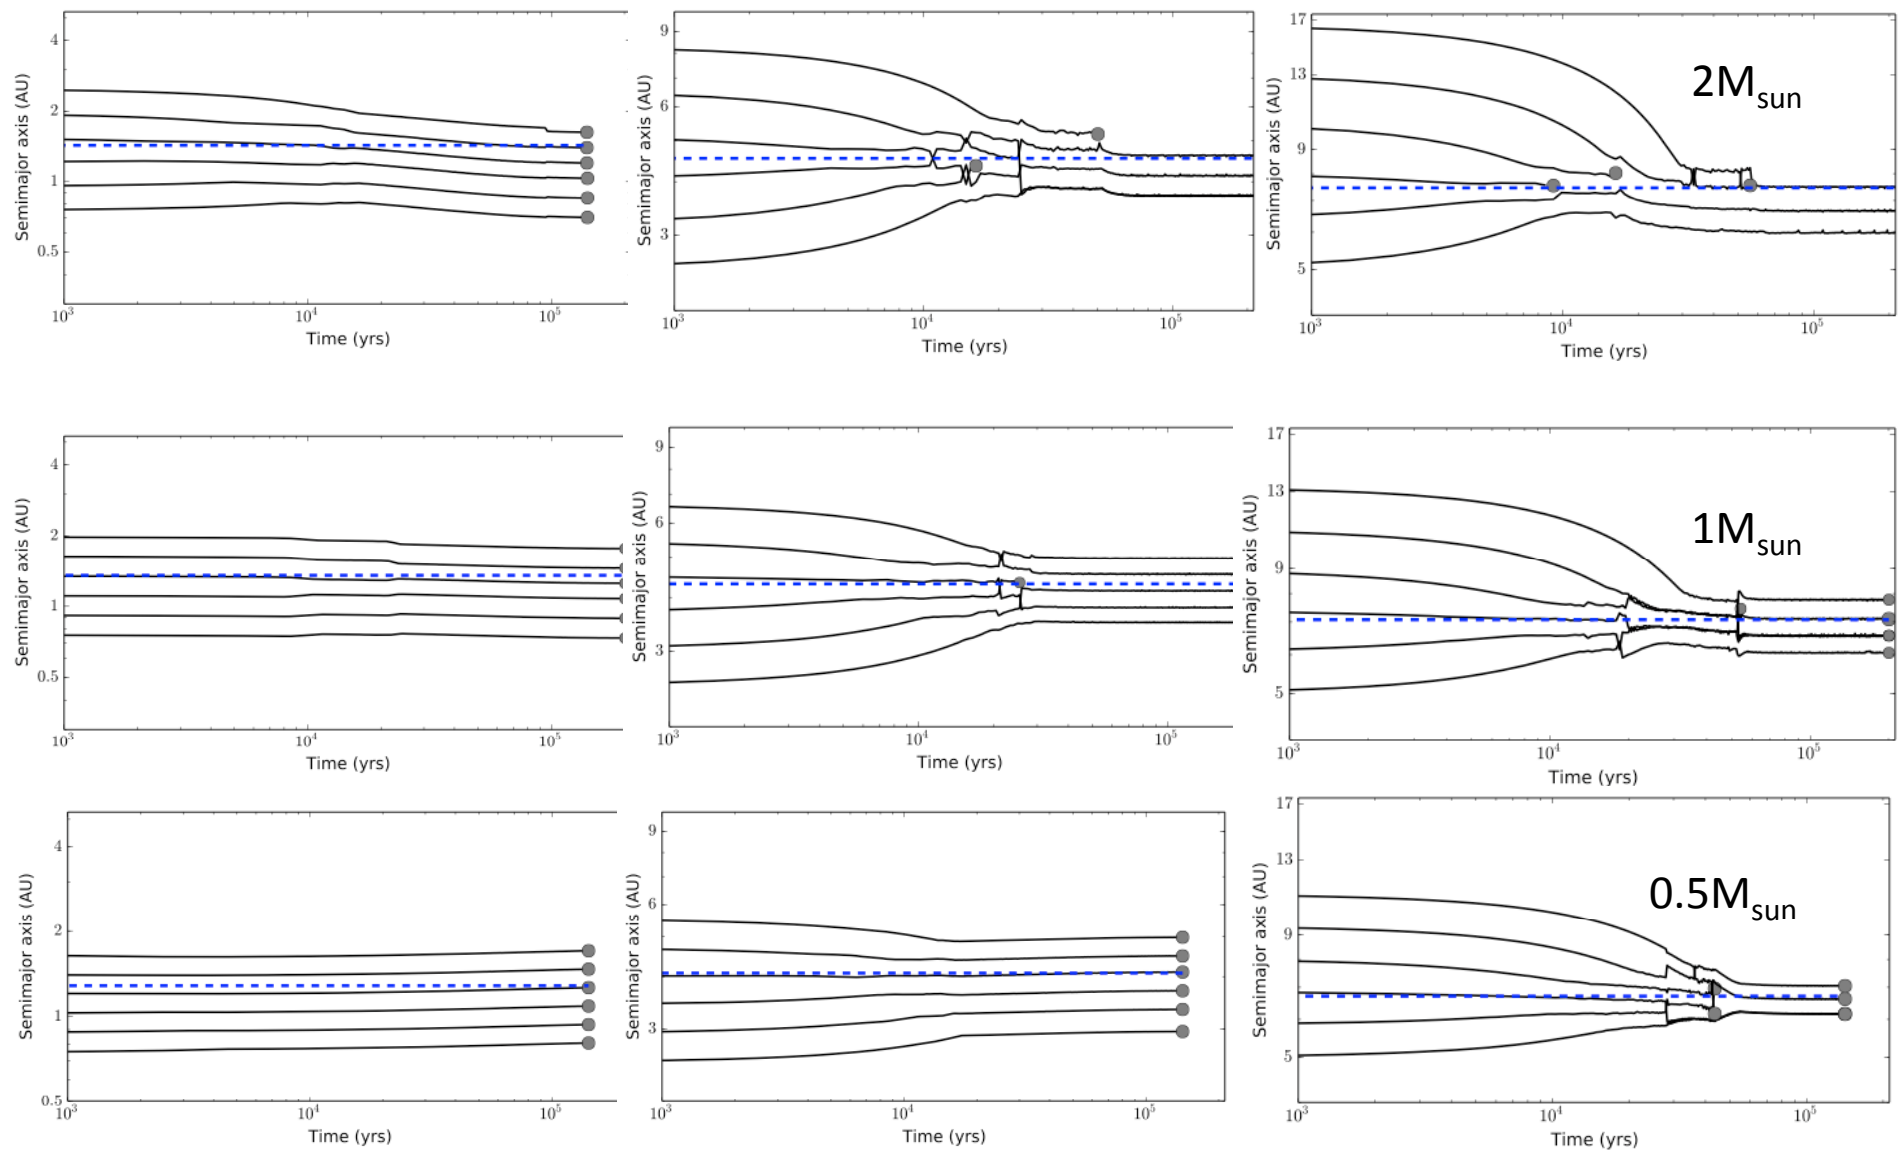 Semimajor axis (AU)
4
2
1
0.5
10³ 10⁴ 10⁵
Time (yrs)
Semimajor axis (AU)
9
6
3
10³ 10⁴ 10⁵
Time (yrs)
Semimajor axis (AU)
17
13
9
5
2Msun
10³ 10⁴ 10⁵
Time (yrs)
Semimajor axis (AU)
4
2
1
0.5
10³ 10⁴ 10⁵
Time (yrs)
Semimajor axis (AU)
9
6
3
10³ 10⁴ 10⁵
Time (yrs)
Semimajor axis (AU)
17
13
9
5
1Msun
10³ 10⁴ 10⁵
Time (yrs)
Semimajor axis (AU)
4
2
1
0.5
10³ 10⁴ 10⁵
Time (yrs)
Semimajor axis (AU)
9
6
3
10³ 10⁴ 10⁵
Time (yrs)
Semimajor axis (AU)
17
13
9
5
0.5Msun
10³ 10⁴ 10⁵
Time (yrs)